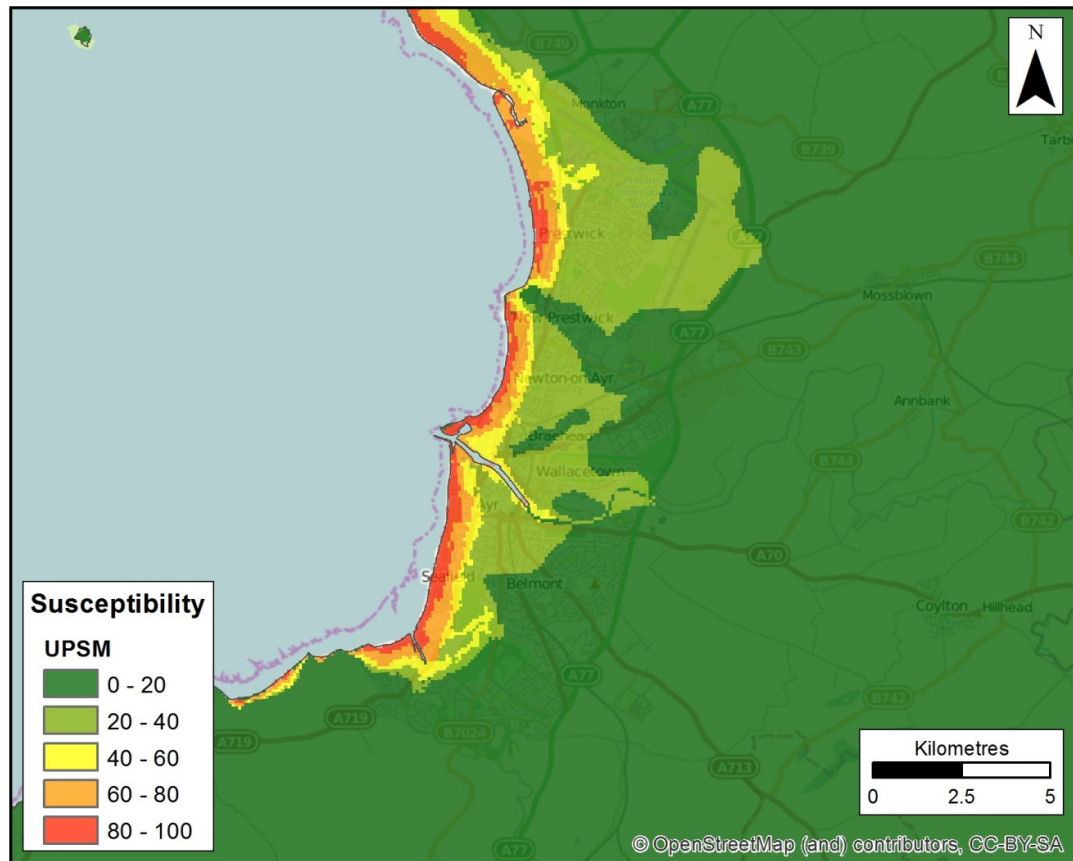 N
B749
Monkton
A77
B739
Prestwick
A77
B744
Mossblown
New Prestwick
A77
B743
Newton-on-Ayr
Annbank
Braehead
B744
Wallacetown
Ayr
B742
A70
Seafield
Belmont
Coylton
Hillhead
A77
B742
A719
A719
B7024
A713
A77
Susceptibility
UPSM
0 - 20
20 - 40
40 - 60
60 - 80
80 - 100
Kilometres
0 2.5 5
© OpenStreetMap (and) contributors, CC-BY-SA